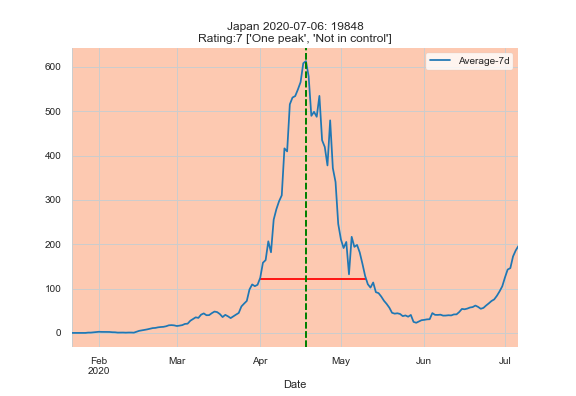 Japan 2020-07-06: 19848
Rating:7 ['One peak', 'Not in control']
Average-7d
600
500
400
300
200
100
0
Feb
2020
Mar
Apr
May
Jun
Jul
Date